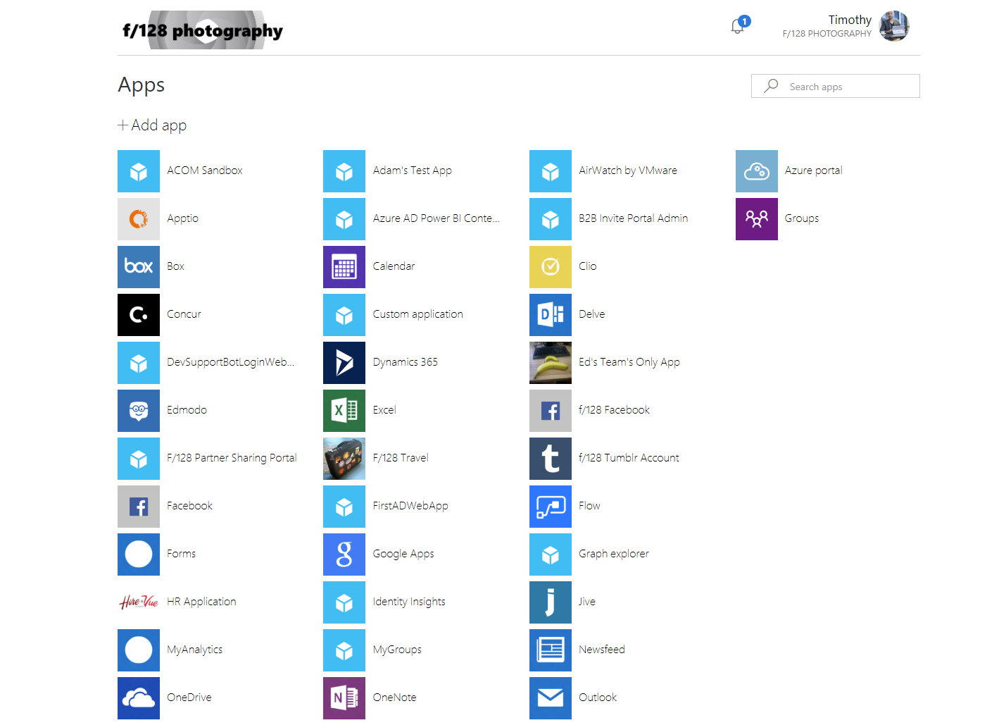 f/128 photography
1
Timothy
F/128 PHOTOGRAPHY
Apps
Search apps
+ Add app
ACOM Sandbox
Adam's Test App
AirWatch by VMware
Azure portal
Apptio
Azure AD Power BI Conte...
B2B Invite Portal Admin
Groups
box
Box
Calendar
Clio
C.
Concur
Custom application
D
Delve
DevSupportBotLoginWeb...
Dynamics 365
Ed's Team's Only App
Edmodo
X
Excel
f
f/128 Facebook
F/128 Partner Sharing Portal
F/128 Travel
t
f/128 Tumblr Account
f
Facebook
FirstADWebApp
Flow
Forms
g
Google Apps
Graph explorer
HireVue
HR Application
Identity Insights
j
Jive
MyAnalytics
MyGroups
Newsfeed
OneDrive
N
OneNote
Outlook